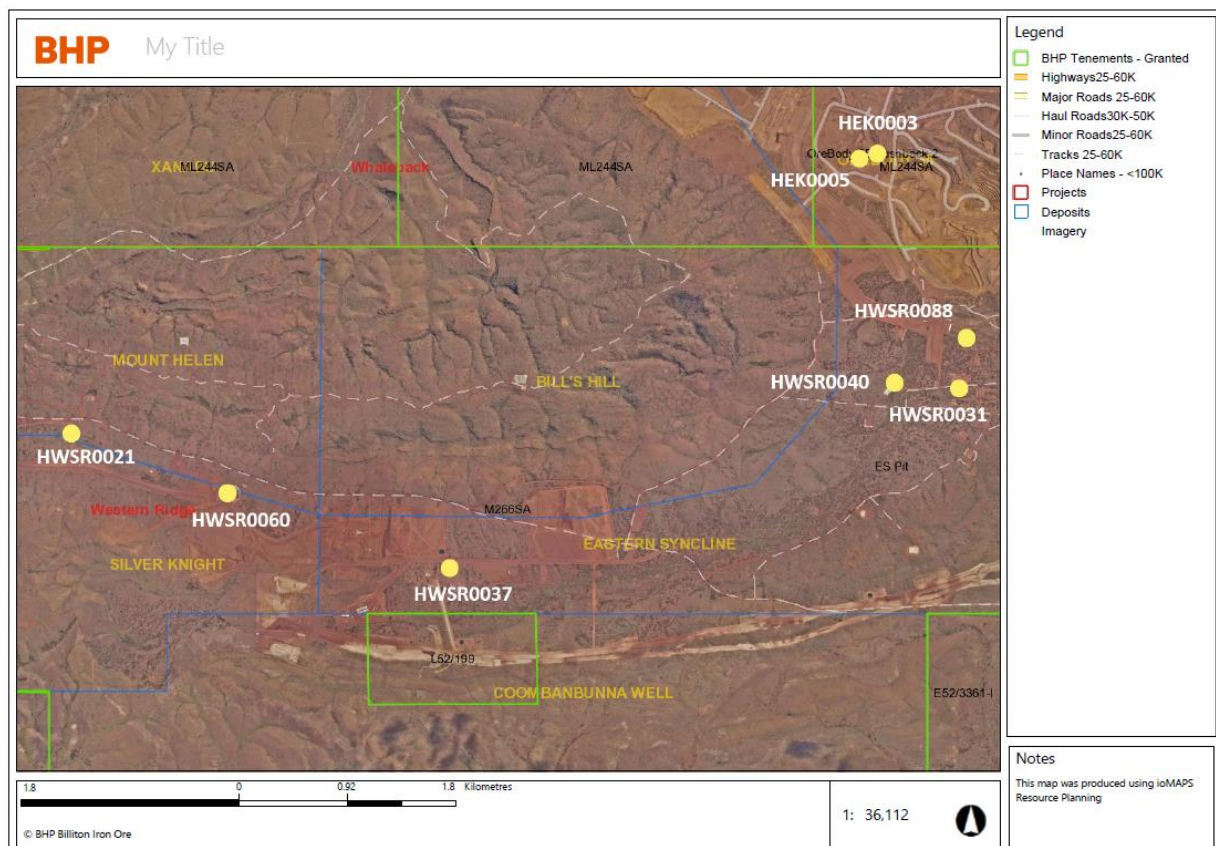 BHP
My Title
HEK0003
HEK0005
ML244SA
Whaleback
ML244SA
ML244SA
HWSR0088
MOUNT HELEN
BILL'S HILL
HWSR0040
HWSR0031
HWSR0021
ES Pit
Western Ridge
HWSR0060
M266SA
EASTERN SYNCLINE
SILVER KNIGHT
HWSR0037
L52/199
COOMBANBUNNA WELL
E52/3361-I
1.8 0 0.92 1.8 Kilometres
© BHP Billiton Iron Ore
1: 36,112
Legend
BHP Tenements - Granted
Highways25-60K
Major Roads 25-60K
Haul Roads30K-50K
Minor Roads25-60K
Tracks 25-60K
Place Names - <100K
Projects
Deposits
Imagery
Notes
This map was produced using ioMAPS
Resource Planning